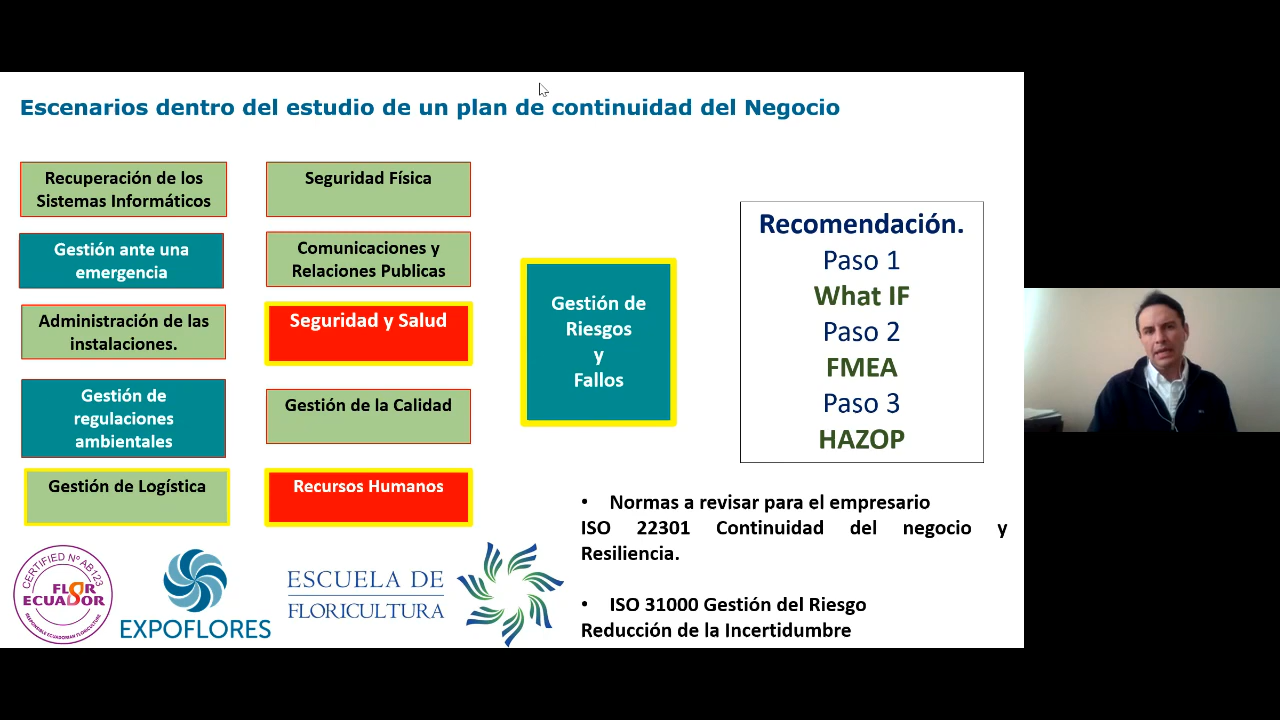 Escenarios dentro del estudio de un plan de continuidad del Negocio
Recuperación de los
Sistemas Informáticos
Seguridad Física
Gestión ante una
emergencia
Comunicaciones y
Relaciones Publicas
Administración de las
instalaciones.
Seguridad y Salud
Gestión de
regulaciones
ambientales
Gestión de la Calidad
Gestión de Logística
Recursos Humanos
Gestión de
Riesgos
y
Fallos
Recomendación.
Paso 1
What IF
Paso 2
FMEA
Paso 3
HAZOP
• Normas a revisar para el empresario
ISO 22301 Continuidad del negocio y
Resiliencia.
• ISO 31000 Gestión del Riesgo
Reducción de la Incertidumbre
CERTIFIED Nº AB123
FLOR
ECUADOR
RESPONSIBLE ECUADORIAN FLORICULTURE
EXPOFLORES
ESCUELA DE
FLORICULTURA